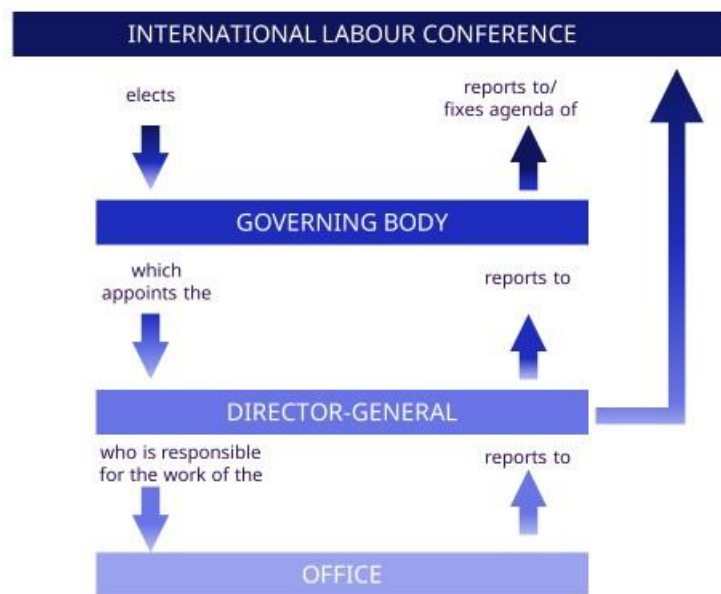 INTERNATIONAL LABOUR CONFERENCE
elects
reports to/
fixes agenda of
GOVERNING BODY
which
appoints the
reports to
DIRECTOR-GENERAL
who is responsible
for the work of the
reports to
OFFICE